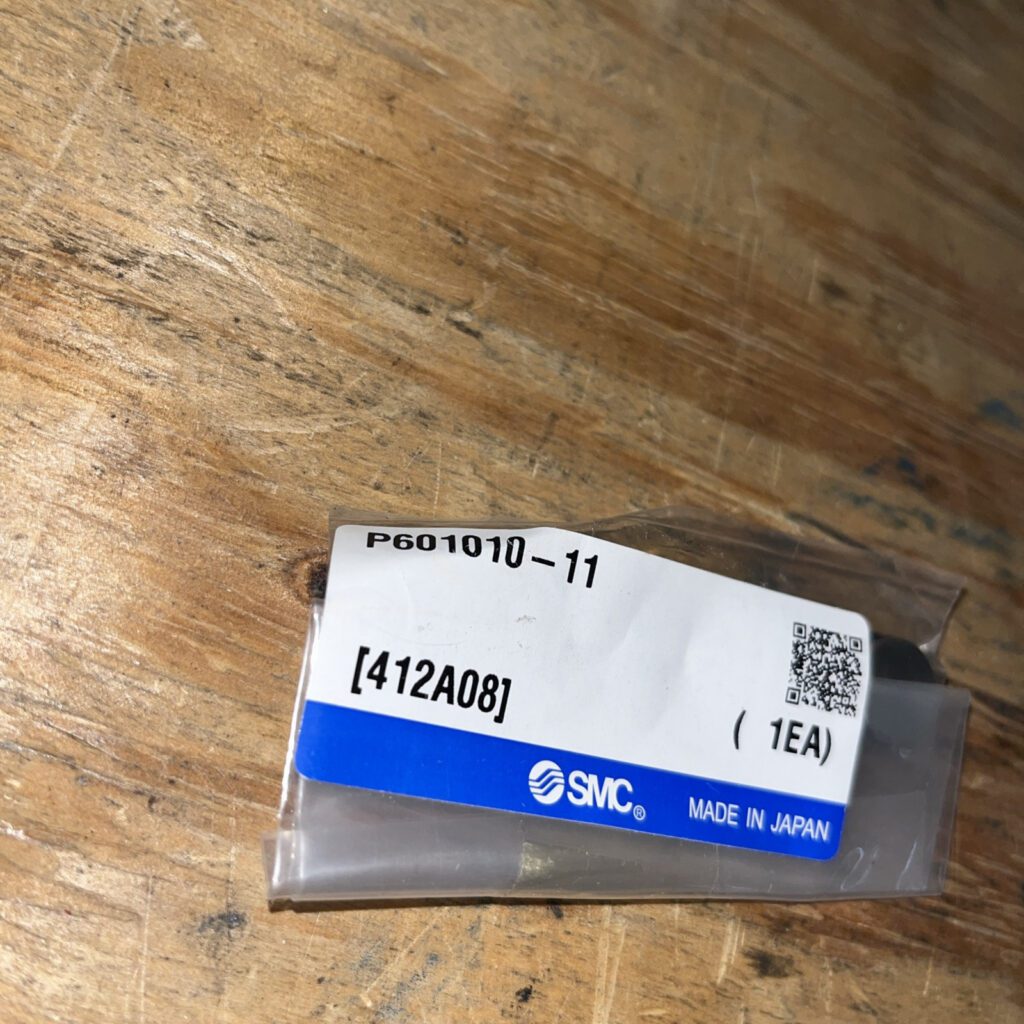 P601010-11
[412A08]
( 1EA)
SMC®
MADE IN JAPAN